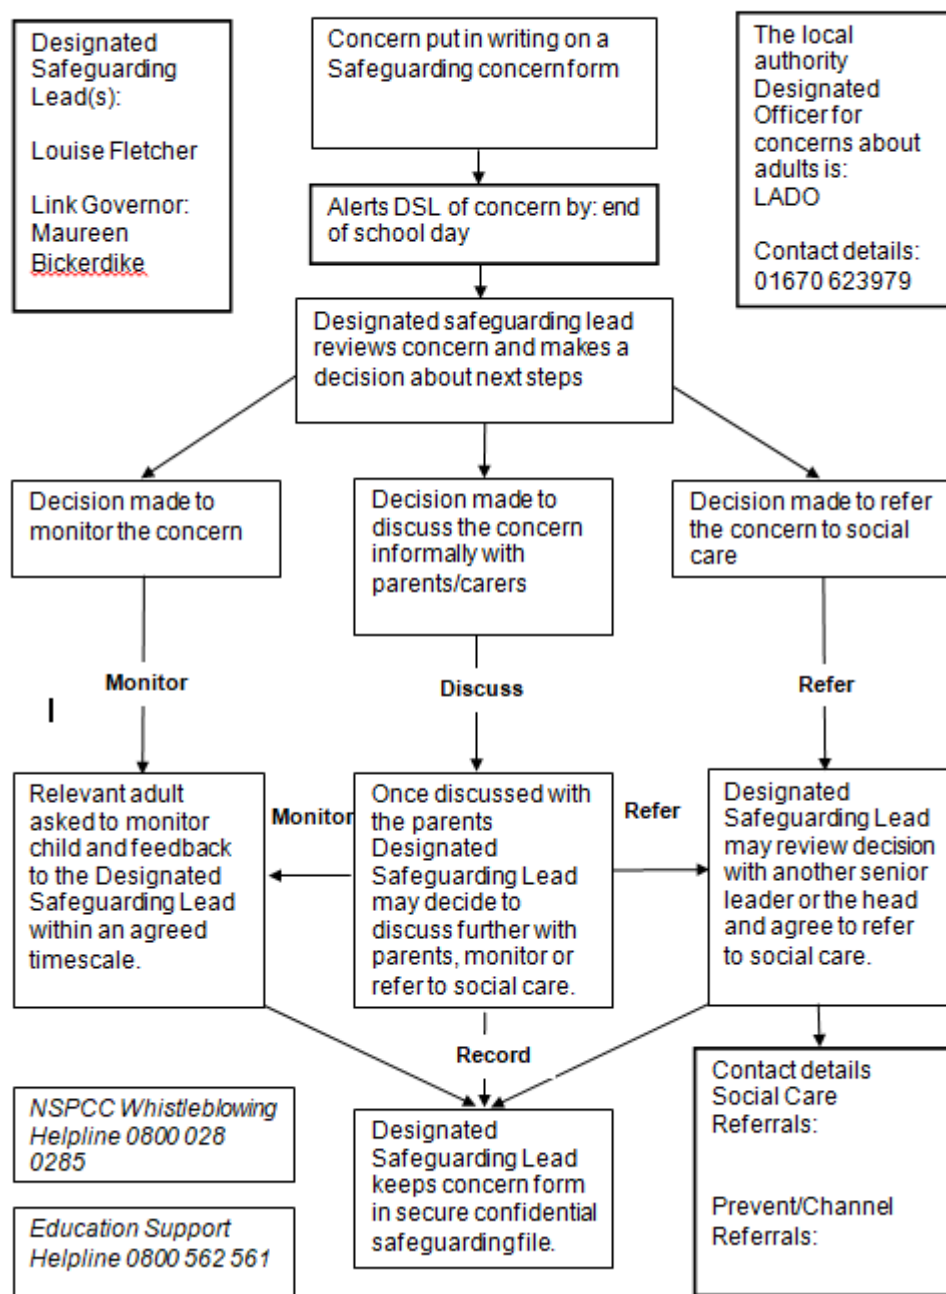 Designated
Safeguarding
Lead(s):
Louise Fletcher
Link Governor:
Maureen
Bickerdike
Concern put in writing on a
Safeguarding concern form
The local
authority
Designated
Officer for
concerns about
adults is:
LADO
Contact details:
01670 623979
Alerts DSL of concern by: end
of school day
Designated safeguarding lead
reviews concern and makes a
decision about next steps
Decision made to
monitor the concern
Decision made to
discuss the concern
informally with
parents/carers
Decision made to refer
the concern to social
care
Monitor
Discuss
Refer
Relevant adult
asked to monitor
child and feedback
to the Designated
Safeguarding Lead
within an agreed
timescale.
Monitor
Once discussed with
the parents
Designated
Safeguarding Lead
may decide to
discuss further with
parents, monitor or
refer to social care.
Refer
Designated
Safeguarding Lead
may review decision
with another senior
leader or the head
and agree to refer
to social care.
Record
NSPCC Whistleblowing
Helpline 0800 028
0285
Education Support
Helpline 0800 562 561
Designated
Safeguarding Lead
keeps concern form
in secure confidential
safeguarding file.
Contact details
Social Care
Referrals:
Prevent/Channel
Referrals: